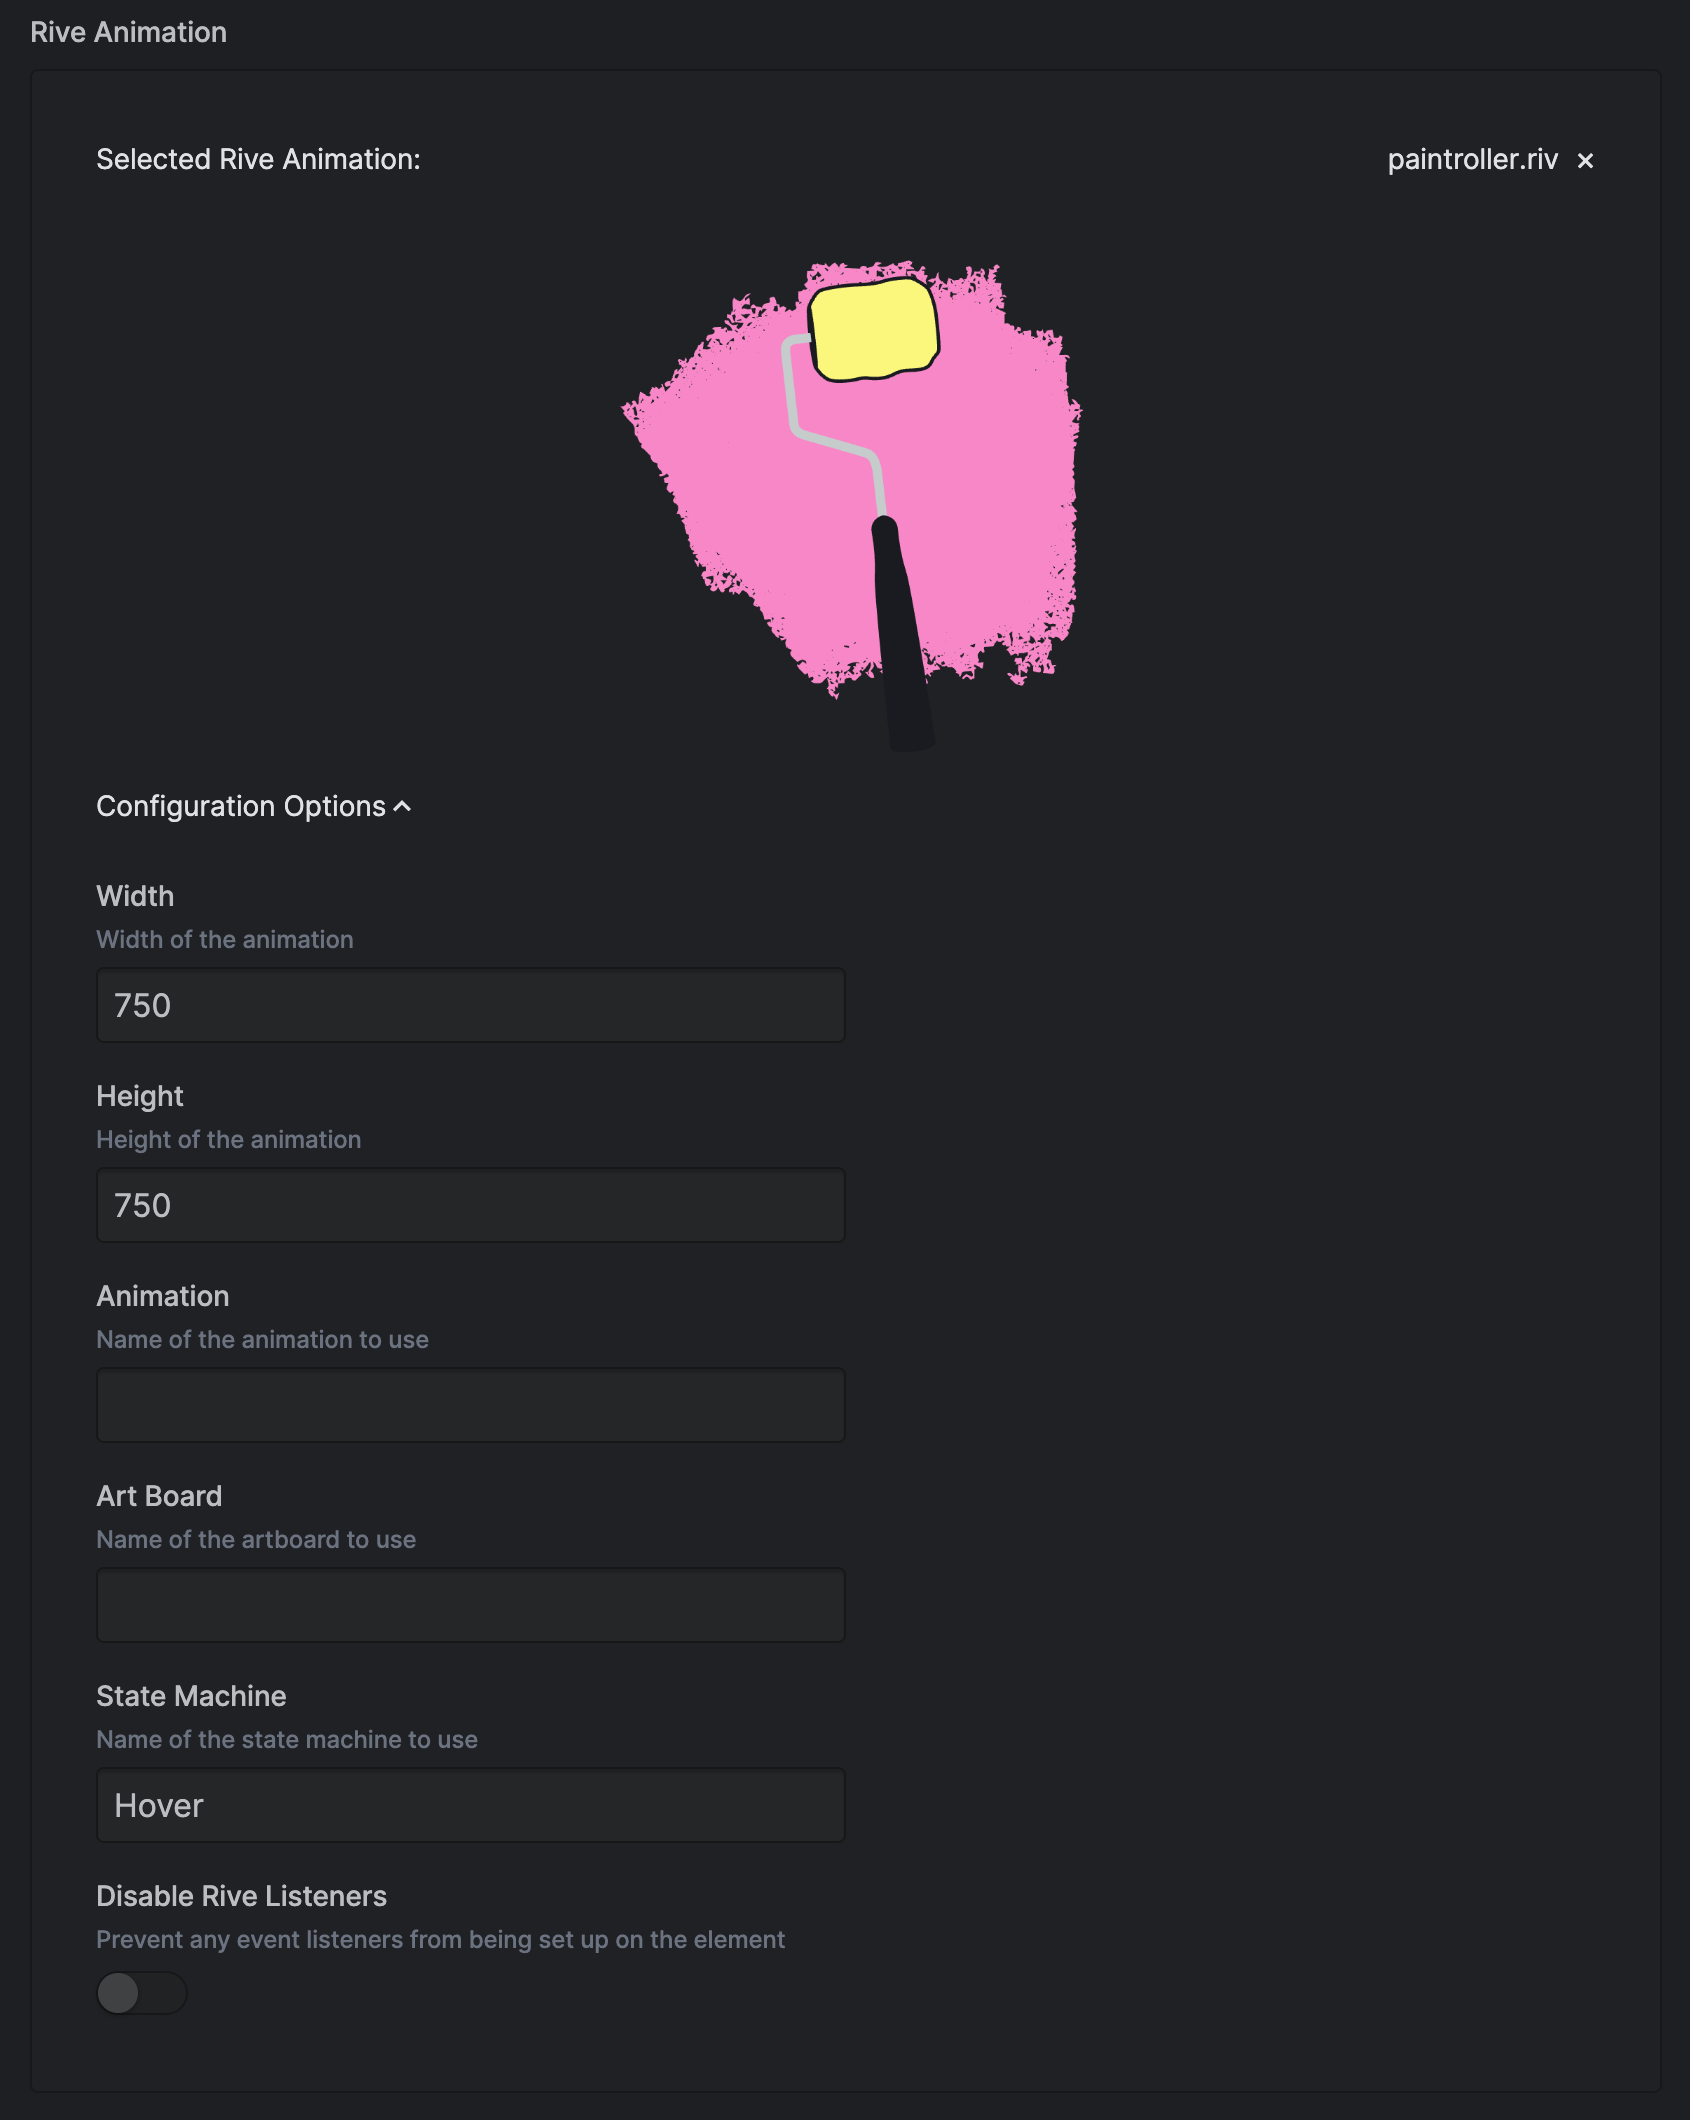 Rive Animation
Selected Rive Animation:
paintroller.riv ×
Configuration Options
Width
Width of the animation
750
Height
Height of the animation
750
Animation
Name of the animation to use
Art Board
Name of the artboard to use
State Machine
Name of the state machine to use
Hover
Disable Rive Listeners
Prevent any event listeners from being set up on the element